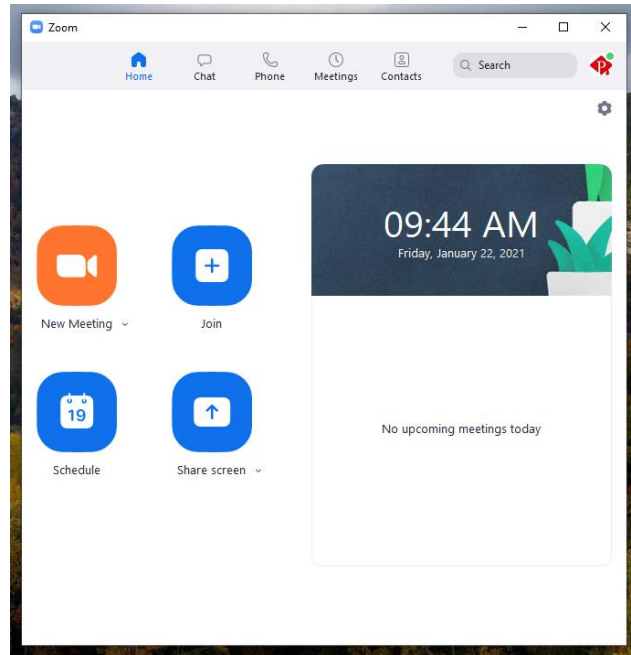 Zoom
Home
Chat
Phone
Meetings
Contacts
Search
P
09:44 AM
Friday, January 22, 2021
New Meeting
Join
19
Schedule
Share screen
No upcoming meetings today